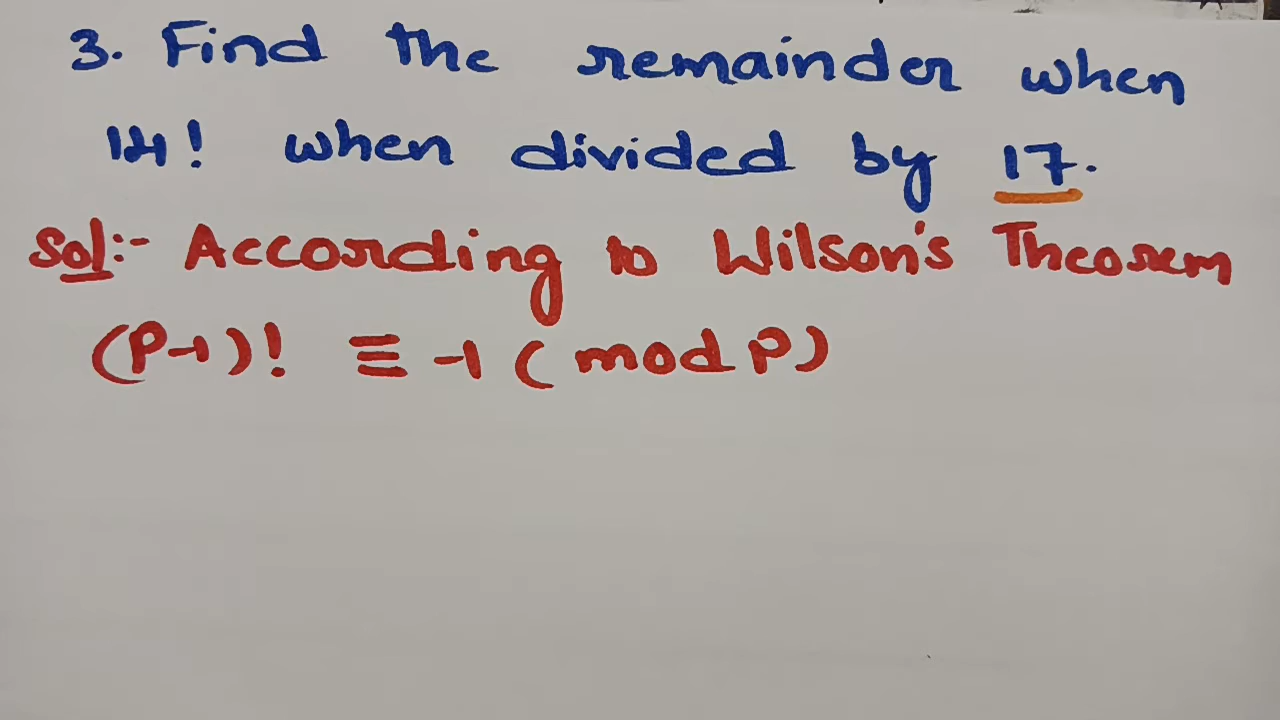 3. Find the remainder when
14! when divided by 17.
Sol:- According to Wilson's Theorem
(P-1)! ≡ -1 (mod P)